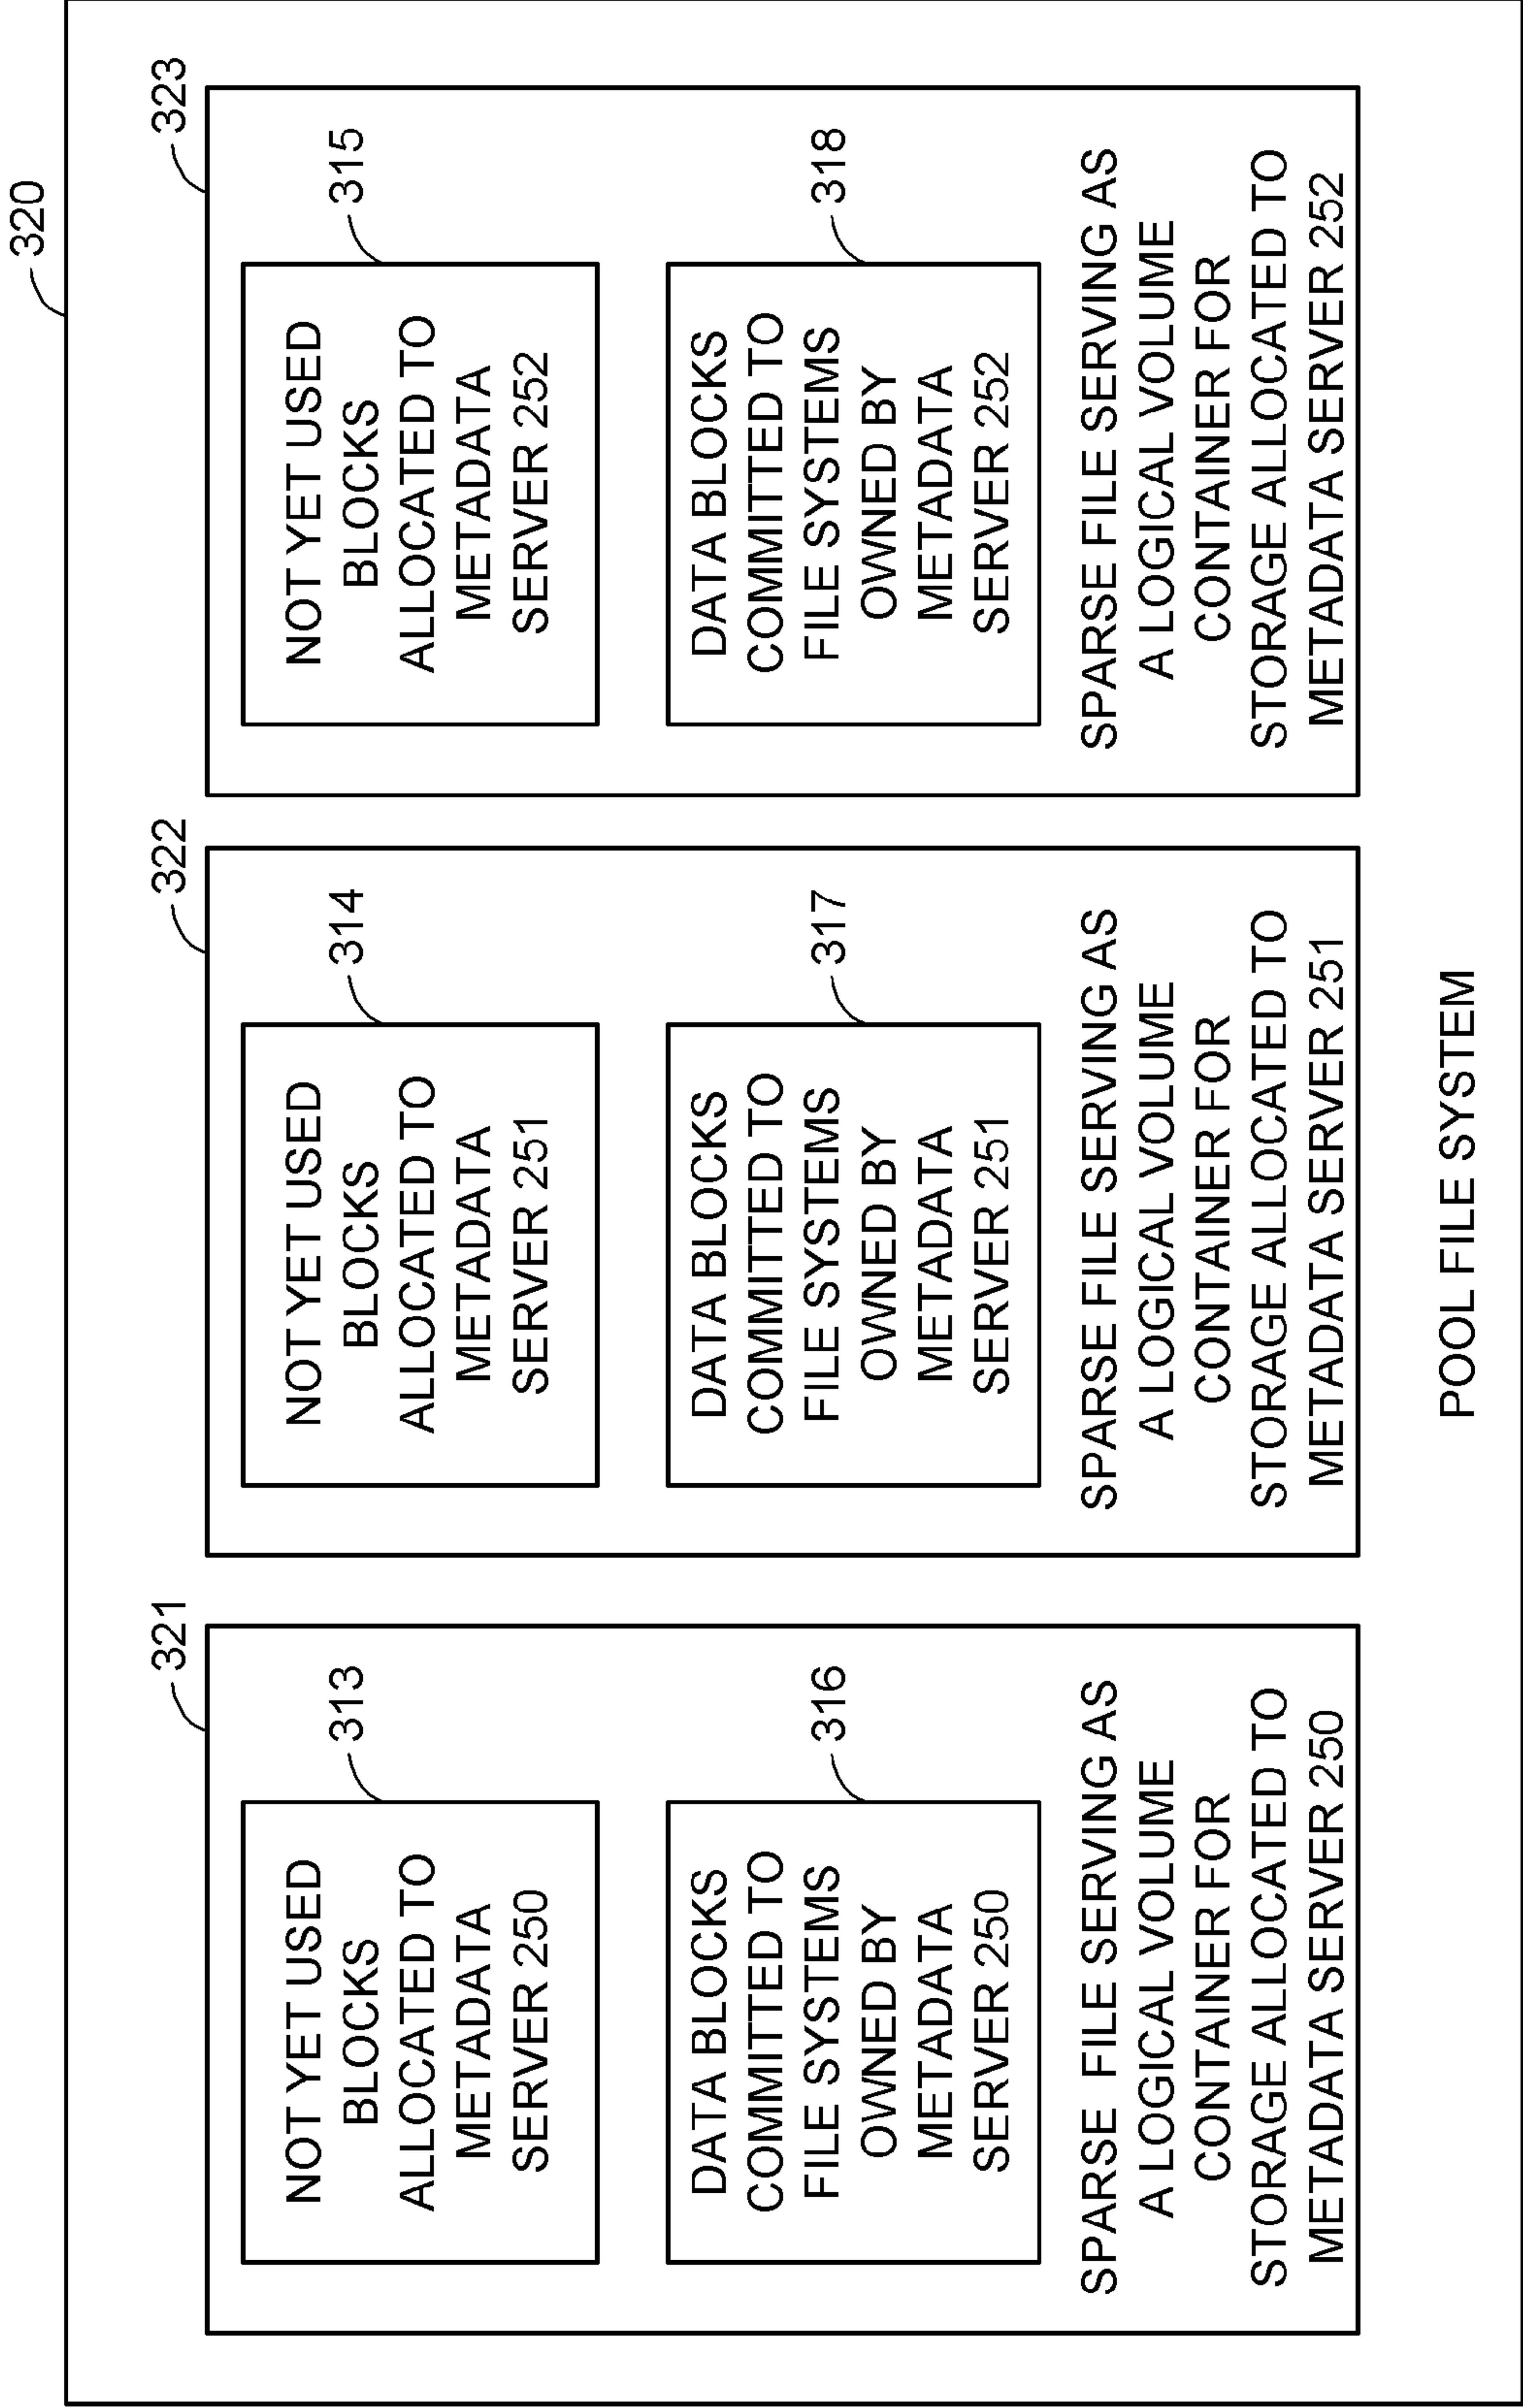 320
321
313
NOT YET USED
BLOCKS
ALLOCATED TO
METADATA
SERVER 250
316
DATA BLOCKS
COMMITTED TO
FILE SYSTEMS
OWNED BY
METADATA
SERVER 250
SPARSE FILE SERVING AS
A LOGICAL VOLUME
CONTAINER FOR
STORAGE ALLOCATED TO
METADATA SERVER 250
322
314
NOT YET USED
BLOCKS
ALLOCATED TO
METADATA
SERVER 251
317
DATA BLOCKS
COMMITTED TO
FILE SYSTEMS
OWNED BY
METADATA
SERVER 251
SPARSE FILE SERVING AS
A LOGICAL VOLUME
CONTAINER FOR
STORAGE ALLOCATED TO
METADATA SERVER 251
323
315
NOT YET USED
BLOCKS
ALLOCATED TO
METADATA
SERVER 252
318
DATA BLOCKS
COMMITTED TO
FILE SYSTEMS
OWNED BY
METADATA
SERVER 252
SPARSE FILE SERVING AS
A LOGICAL VOLUME
CONTAINER FOR
STORAGE ALLOCATED TO
METADATA SERVER 252
POOL FILE SYSTEM